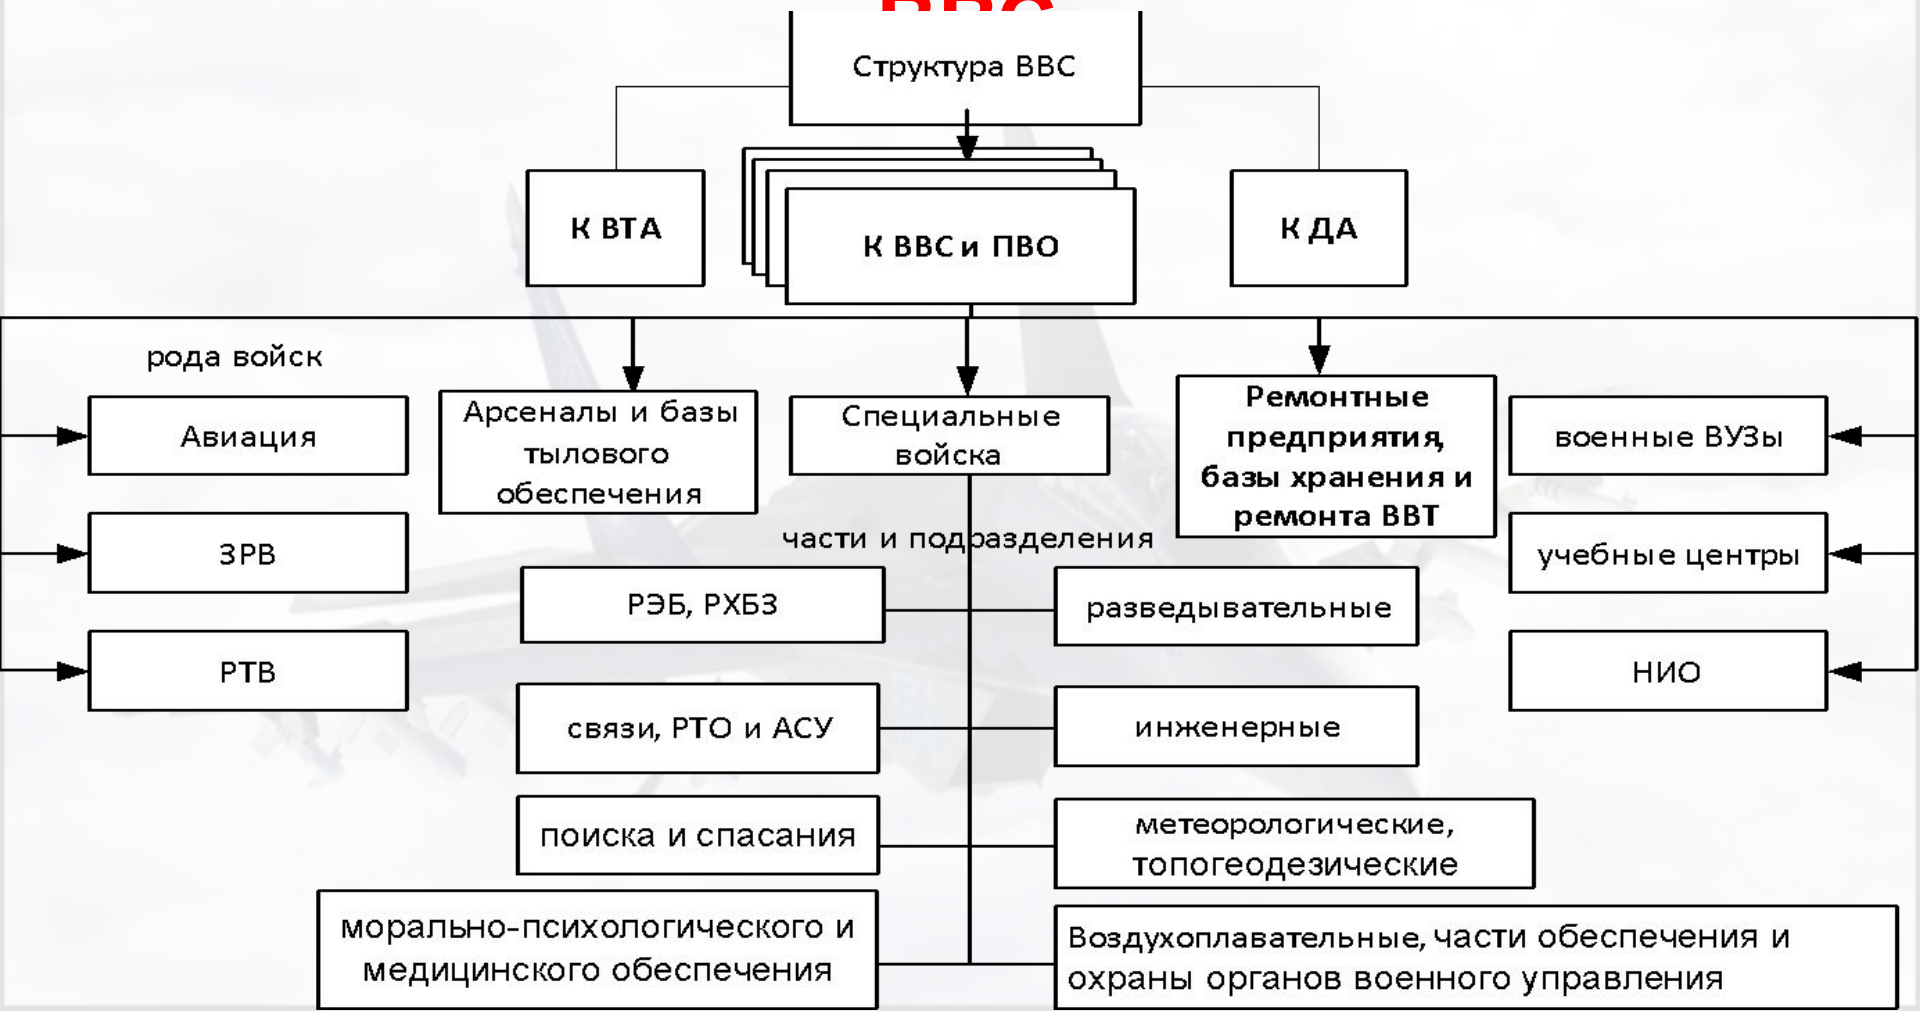 ВВС
Структура ВВС
К ВТА
К ВВС и ПВО
К ДА
рода войск
Авиация
ЗРВ
РТВ
Арсеналы и базы
тылового
обеспечения
Специальные
войска
Ремонтные
предприятия,
базы хранения и
ремонта ВВТ
военные ВУЗы
учебные центры
НИО
части и подразделения
РЭБ, РХБЗ
разведывательные
связи, РТО и АСУ
инженерные
поиска и спасания
метеорологические,
топогеодезические
морально-психологического и
медицинского обеспечения
Воздухоплавательные, части обеспечения и
охраны органов военного управления